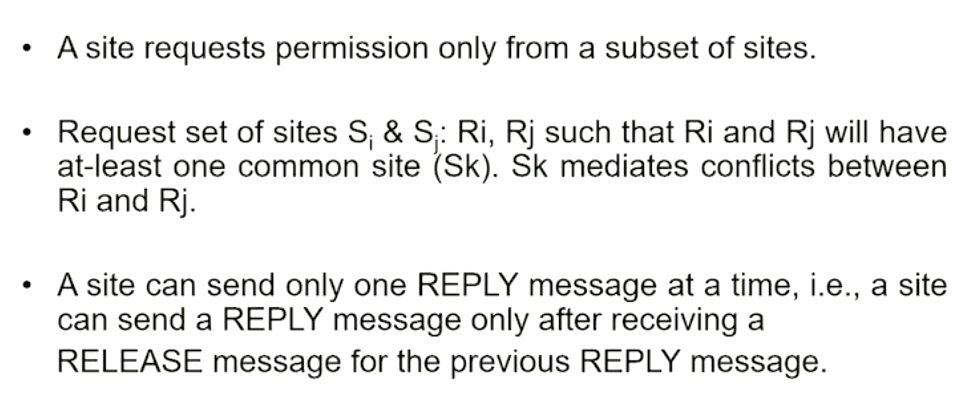 • A site requests permission only from a subset of sites.
• Request set of sites Si & Sj: Ri, Rj such that Ri and Rj will have
at-least one common site (Sk). Sk mediates conflicts between
Ri and Rj.
• A site can send only one REPLY message at a time, i.e., a site
can send a REPLY message only after receiving a
RELEASE message for the previous REPLY message.